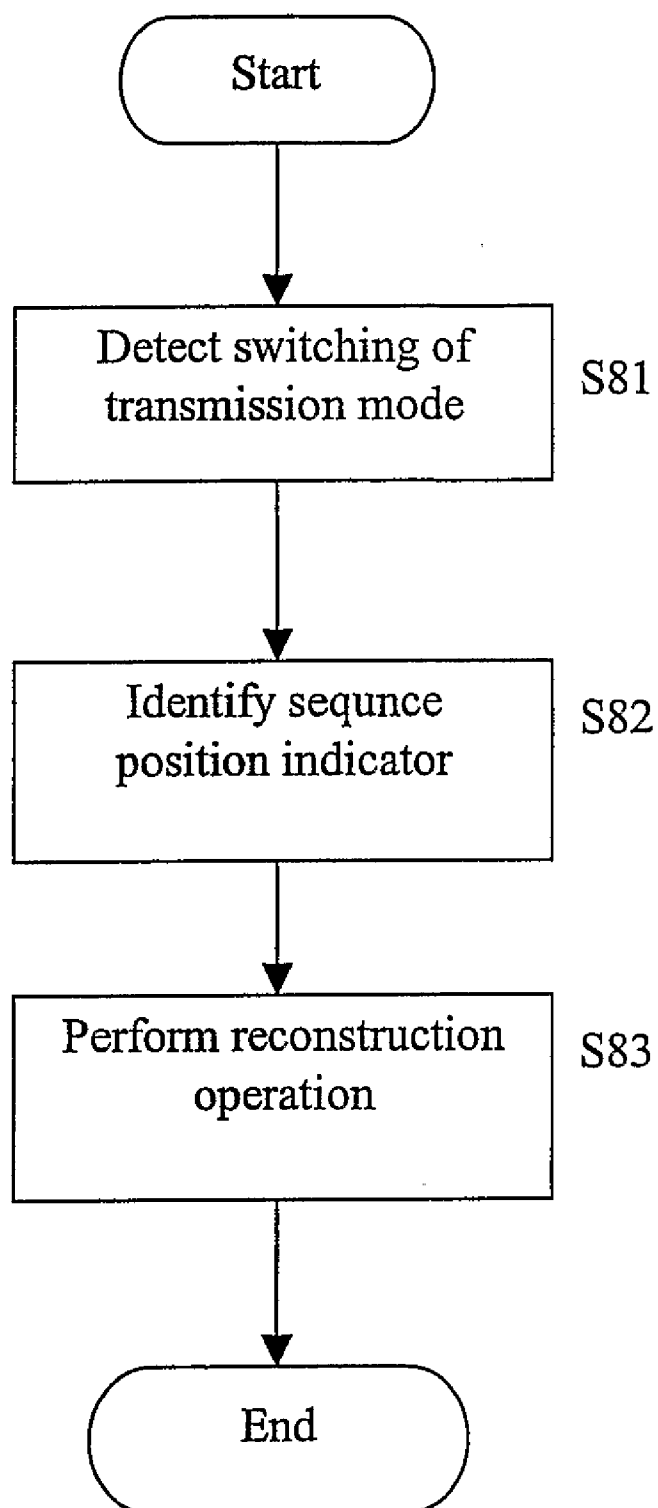 Start
Detect switching of
transmission mode
S81
Identify sequnce
position indicator
S82
Perform reconstruction
operation
S83
End